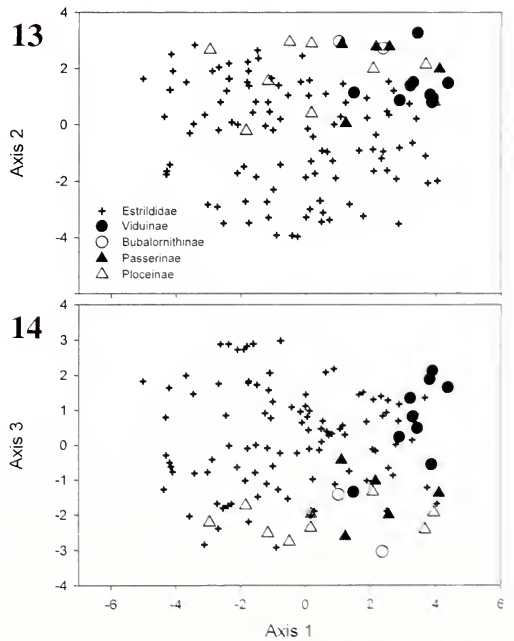 13
4
2
0
-2
-4
Axis 2
Estrildidae
Viduinae
Bubalornithinae
Passerinae
Ploceinae
14
4
3
2
1
0
-1
-2
-3
-4
Axis 3
-6 -4 -2 0 2 4 6
Axis 1